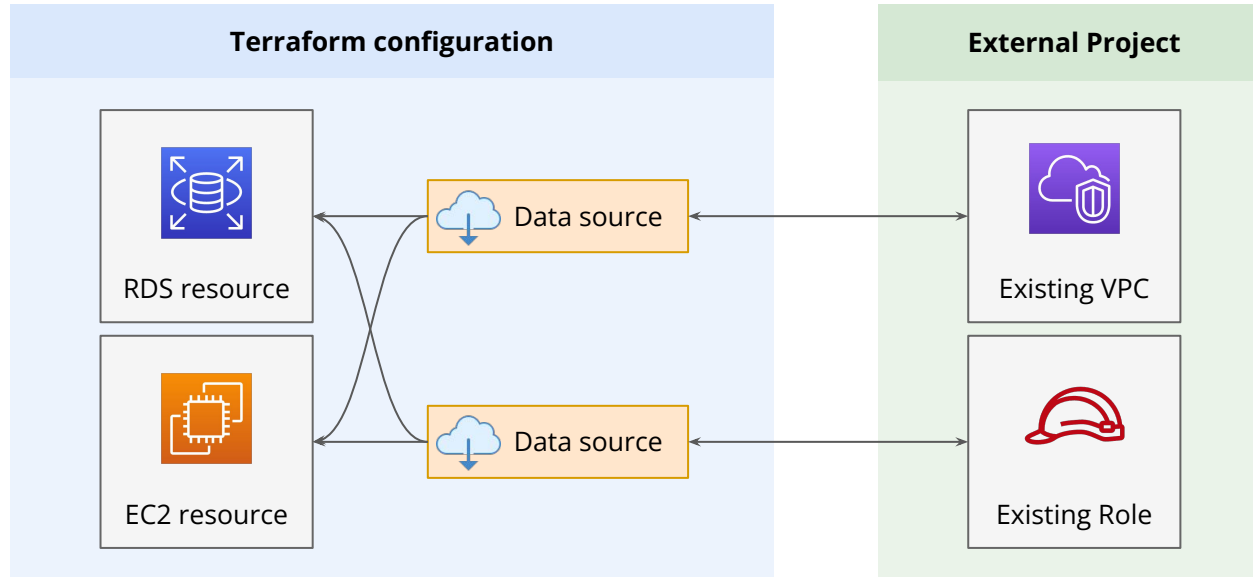 Terraform configuration
External Project
RDS resource
Data source
Existing VPC
EC2 resource
Data source
Existing Role